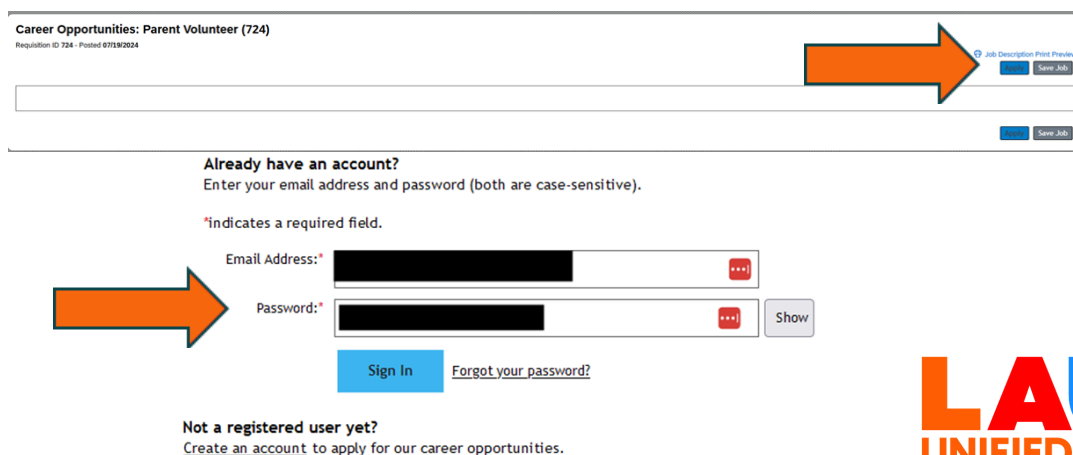 Career Opportunities: Parent Volunteer (724)
Requisition ID 724 - Posted 07/19/2024
Job Description Print Preview
Apply Save Job
Apply Save Job
Already have an account?
Enter your email address and password (both are case-sensitive).
*indicates a required field.
Email Address:*
Password:* Show
Sign In Forgot your password?
Not a registered user yet?
Create an account to apply for our career opportunities.
LAU
UNIFIED